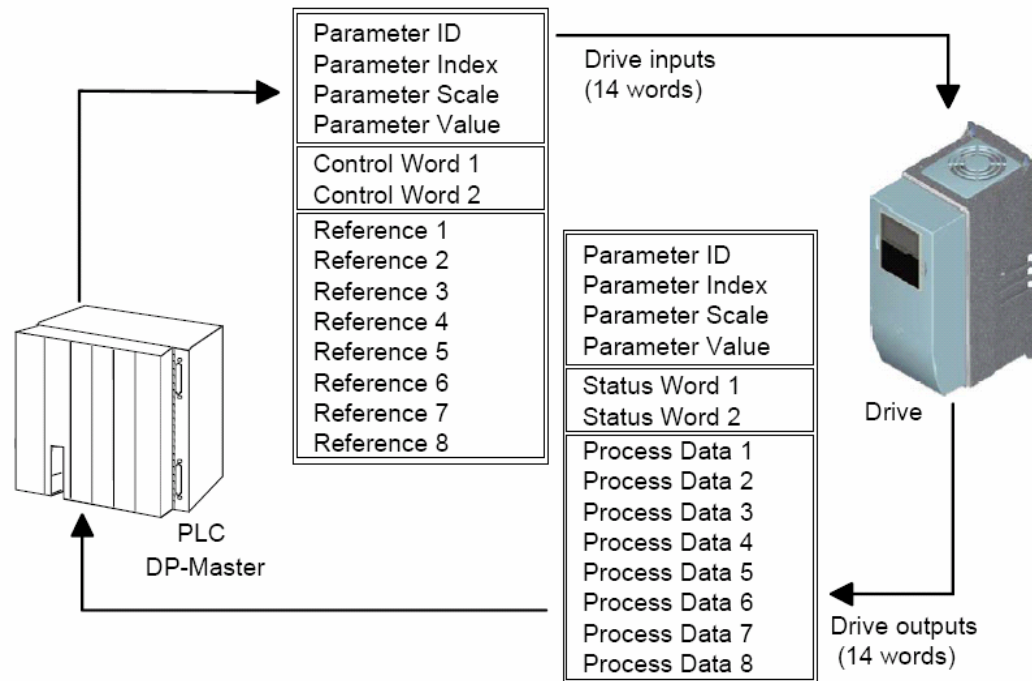 Parameter ID
Parameter Index
Parameter Scale
Parameter Value
Control Word 1
Control Word 2
Reference 1
Reference 2
Reference 3
Reference 4
Reference 5
Reference 6
Reference 7
Reference 8
Drive inputs
(14 words)
Parameter ID
Parameter Index
Parameter Scale
Parameter Value
Status Word 1
Status Word 2
Process Data 1
Process Data 2
Process Data 3
Process Data 4
Process Data 5
Process Data 6
Process Data 7
Process Data 8
Drive
PLC
DP-Master
Drive outputs
(14 words)